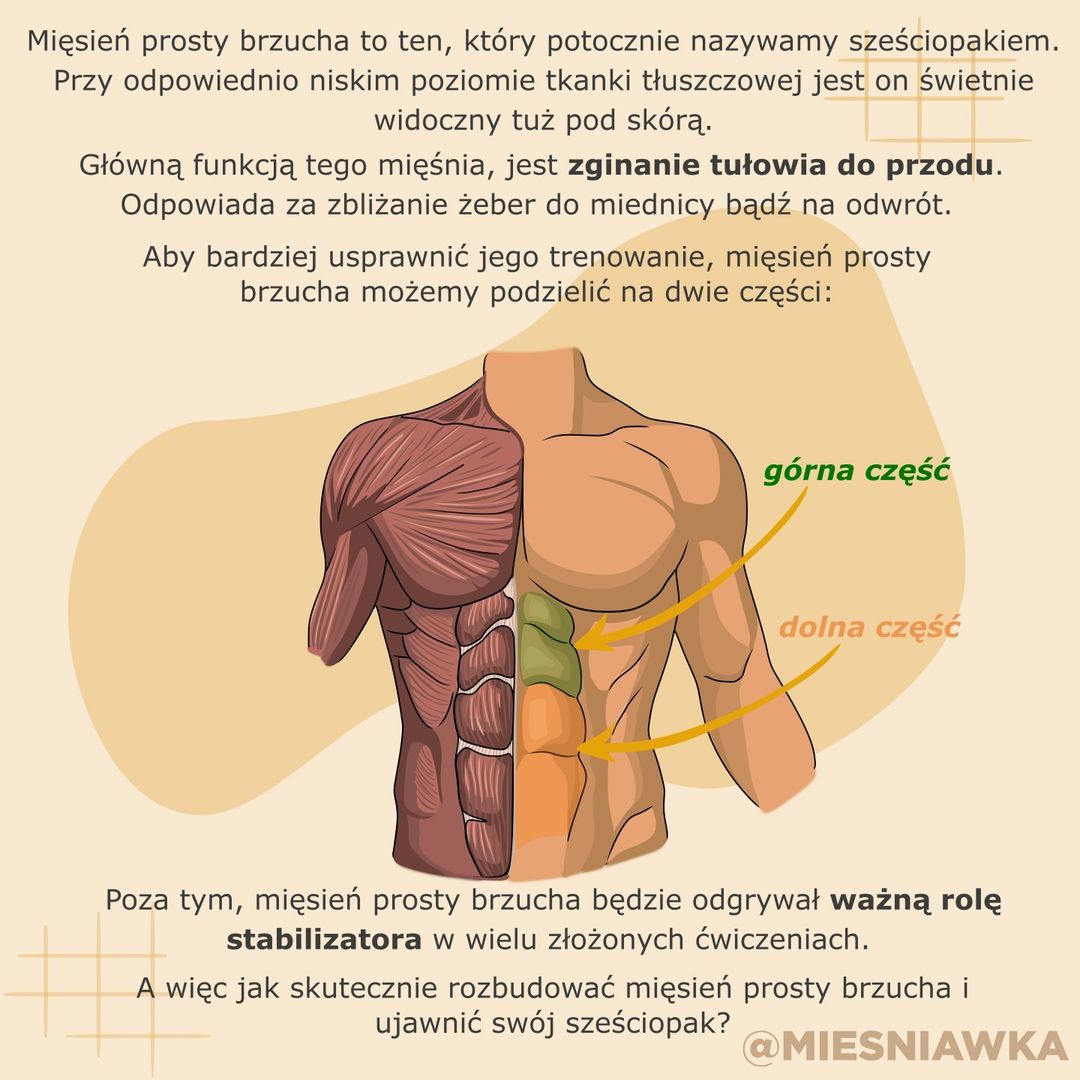 Mięsień prosty brzucha to ten, który potocznie nazywamy sześciopakiem.
Przy odpowiednio niskim poziomie tkanki tłuszczowej jest on świetnie
widoczny tuż pod skórą.
Główną funkcją tego mięśnia, jest zginanie tułowia do przodu.
Odpowiada za zbliżanie żeber do miednicy bądź na odwrót.
Aby bardziej usprawnić jego trenowanie, mięsień prosty
brzucha możemy podzielić na dwie części:
górna część
dolna część
Poza tym, mięsień prosty brzucha będzie odgrywał ważną rolę
stabilizatora w wielu złożonych ćwiczeniach.
A więc jak skutecznie rozbudować mięsień prosty brzucha i
ujawnić swój sześciopak?
@MIESNIAWKA